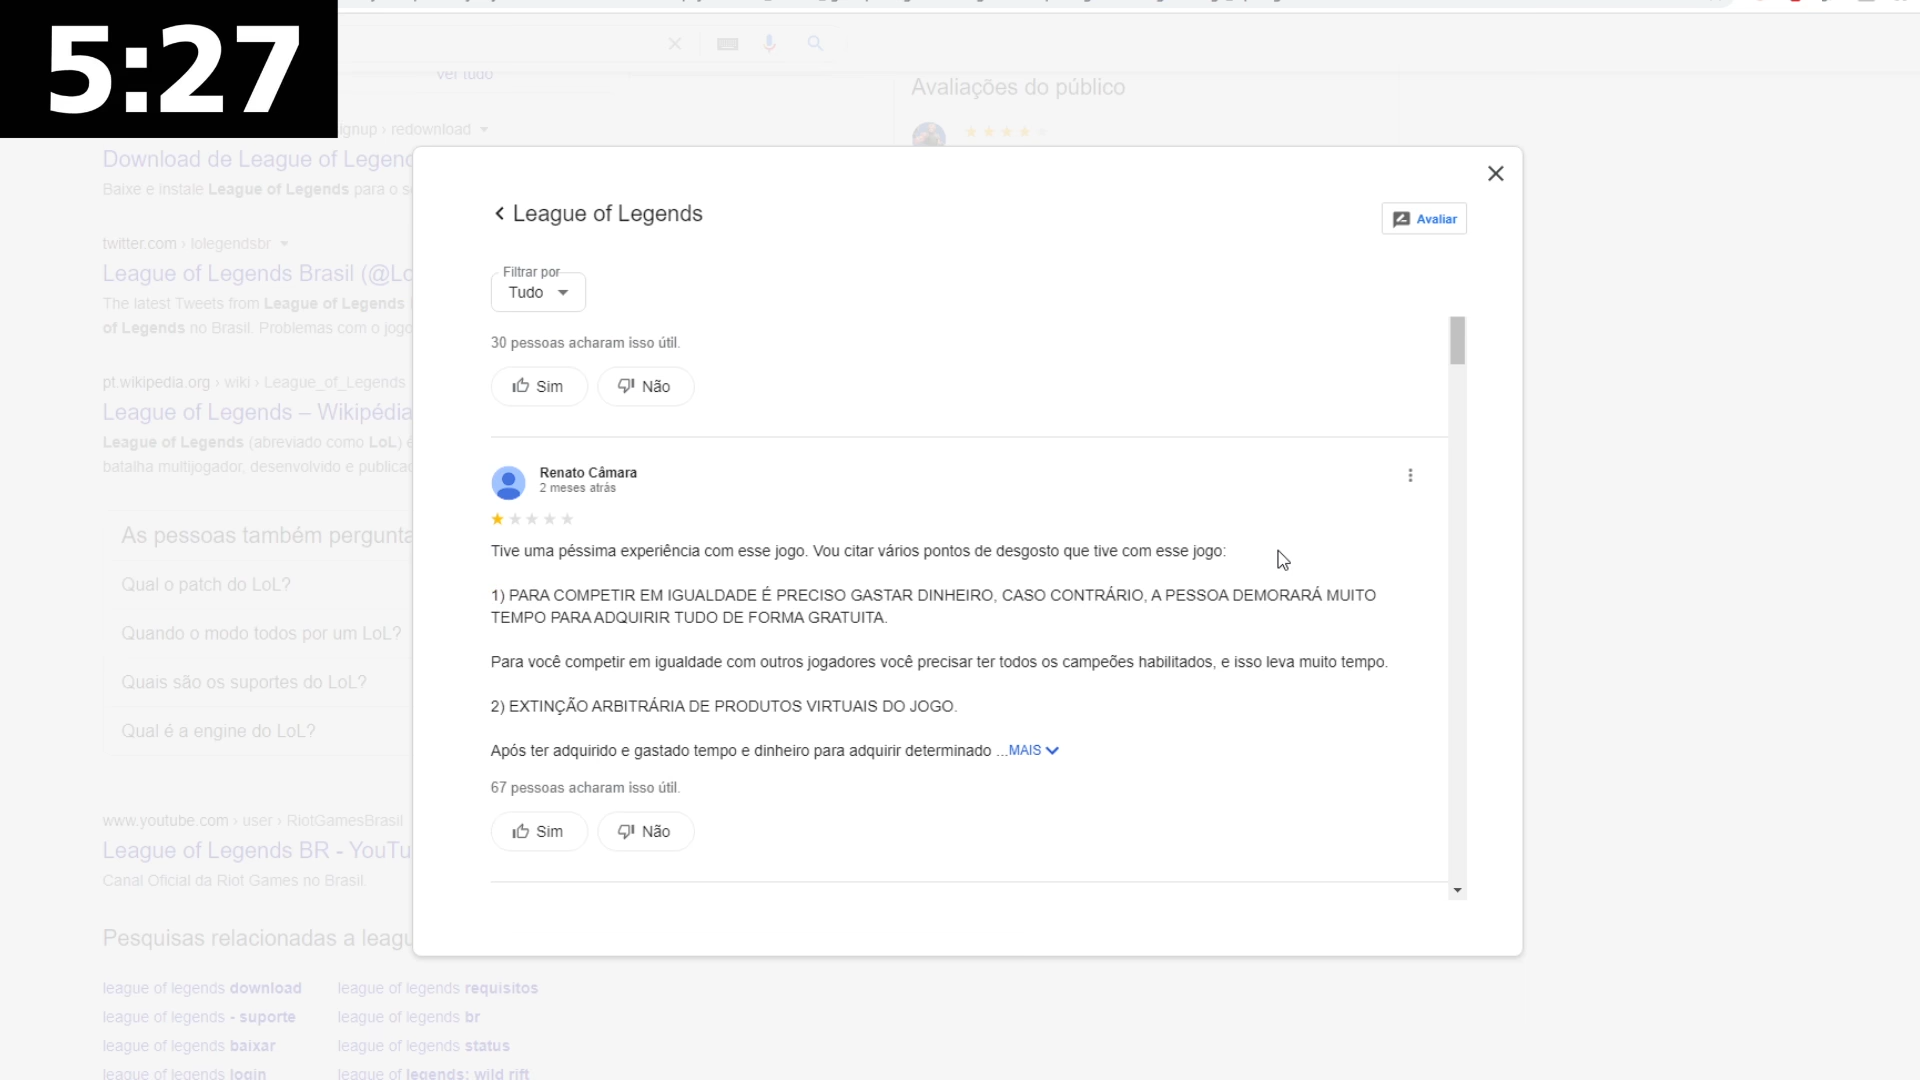 5:27
Ver tudo
ignup › redownload
Download de League of Legend
Baixe e instale League of Legends para o s
twitter.com › lolegendsbr
League of Legends Brasil (@Lo
The latest Tweets from League of Legends
of Legends no Brasil. Problemas com o jogo
pt.wikipedia.org › wiki › League_of_Legends
League of Legends – Wikipédia
League of Legends (abreviado como LoL) é
batalha multijogador, desenvolvido e publicad
As pessoas também pergunta
Qual o patch do LoL?
Quando o modo todos por um LoL?
Quais são os suportes do LoL?
Qual é a engine do LoL?
www.youtube.com › user › RiotGamesBrasil
League of Legends BR - YouTu
Canal Oficial da Riot Games no Brasil
Pesquisas relacionadas a leagu
league of legends download
league of legends requisitos
league of legends - suporte
league of legends br
league of legends baixar
league of legends status
league of legends login
league of legends: wild rift
Avaliações do público
League of Legends
Avaliar
Filtrar por
Tudo
30 pessoas acharam isso útil.
Sim
Não
Renato Câmara
2 meses atrás
Tive uma péssima experiência com esse jogo. Vou citar vários pontos de desgosto que tive com esse jogo:
1) PARA COMPETIR EM IGUALDADE É PRECISO GASTAR DINHEIRO, CASO CONTRÁRIO, A PESSOA DEMORARÁ MUITO
TEMPO PARA ADQUIRIR TUDO DE FORMA GRATUITA.
Para você competir em igualdade com outros jogadores você precisar ter todos os campeões habilitados, e isso leva muito tempo.
2) EXTINÇÃO ARBITRÁRIA DE PRODUTOS VIRTUAIS DO JOGO.
Após ter adquirido e gastado tempo e dinheiro para adquirir determinado ...MAIS
67 pessoas acharam isso útil.
Sim
Não